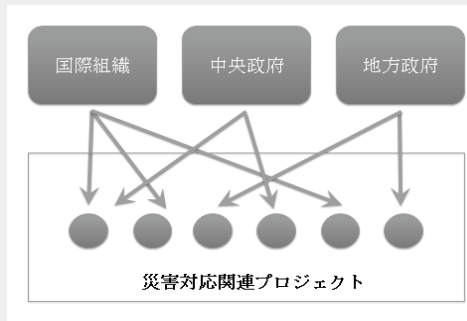 国際組織
中央政府
地方政府
災害対応関連プロジェクト